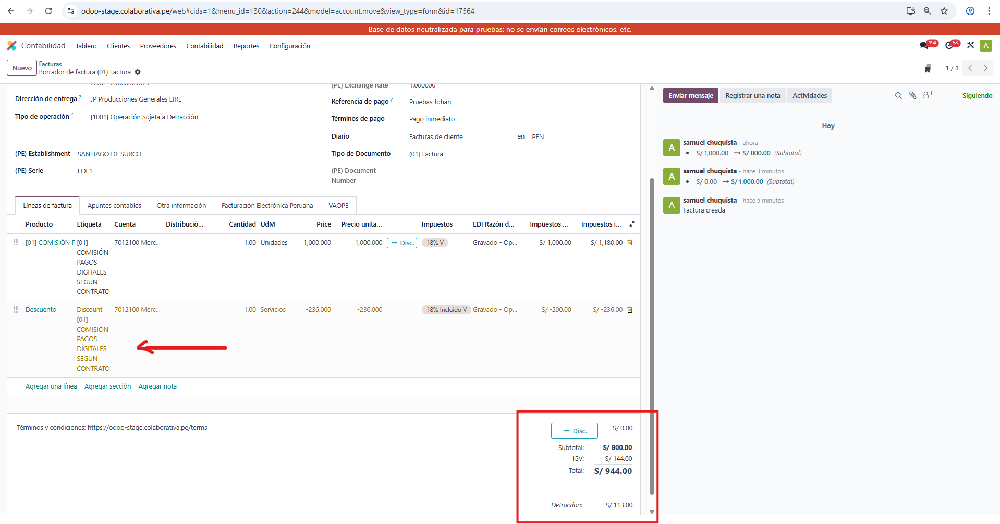 odoo-stage.colaborativa.pe/web#cids=1&menu_id=130&action=244&model=account.move&view_type=form&id=17564
Base de datos neutralizada para pruebas: no se envían correos electrónicos, etc.
Contabilidad Tablero Clientes Proveedores Contabilidad Reportes Configuración 194 58 A
Nuevo Facturas
Borrador de factura (01) Factura 1 / 1
(PE) Exchange Rate 1.000000
Dirección de entrega ? JP Producciones Generales EIRL
Referencia de pago ? Pruebas Johan
Tipo de operación ? [1001] Operación Sujeta a Detracción
Términos de pago Pago inmediato
Diario Facturas de cliente en PEN
(PE) Establishment SANTIAGO DE SURCO
Tipo de Documento (01) Factura
(PE) Serie FOF1
(PE) Document
Number
Líneas de factura Apuntes contables Otra información Facturación Electrónica Peruana VAOPE
Producto Etiqueta Cuenta Distribució... Cantidad UdM Price Precio unita... Impuestos EDI Razón d... Impuestos ... Impuestos i...
[01] COMISIÓN P [01] 7012100 Merc... 1.00 Unidades 1,000.000 1,000.000 Disc. 18% V Gravado - Op... S/ 1,000.00 S/ 1,180.00
COMISIÓN
PAGOS
DIGITALES
SEGUN
CONTRATO
Descuento Discount 7012100 Merc... 1.00 Servicios -236.000 -236.000 18% Incluido V Gravado - Op... S/ -200.00 S/ -236.00
[01]
COMISIÓN
PAGOS
DIGITALES
SEGUN
CONTRATO
Agregar una línea Agregar sección Agregar nota
Términos y condiciones: https://odoo-stage.colaborativa.pe/terms
Disc. S/ 0.00
Subtotal: S/ 800.00
IGV: S/ 144.00
Total: S/ 944.00
Detraction: S/ 113.00
Enviar mensaje Registrar una nota Actividades 1 Siguiendo
Hoy
A samuel chuquista - ahora
• S/ 1,000.00 → S/ 800.00 (Subtotal)
A samuel chuquista - hace 3 minutos
• S/ 0.00 → S/ 1,000.00 (Subtotal)
A samuel chuquista - hace 5 minutos
Factura creada